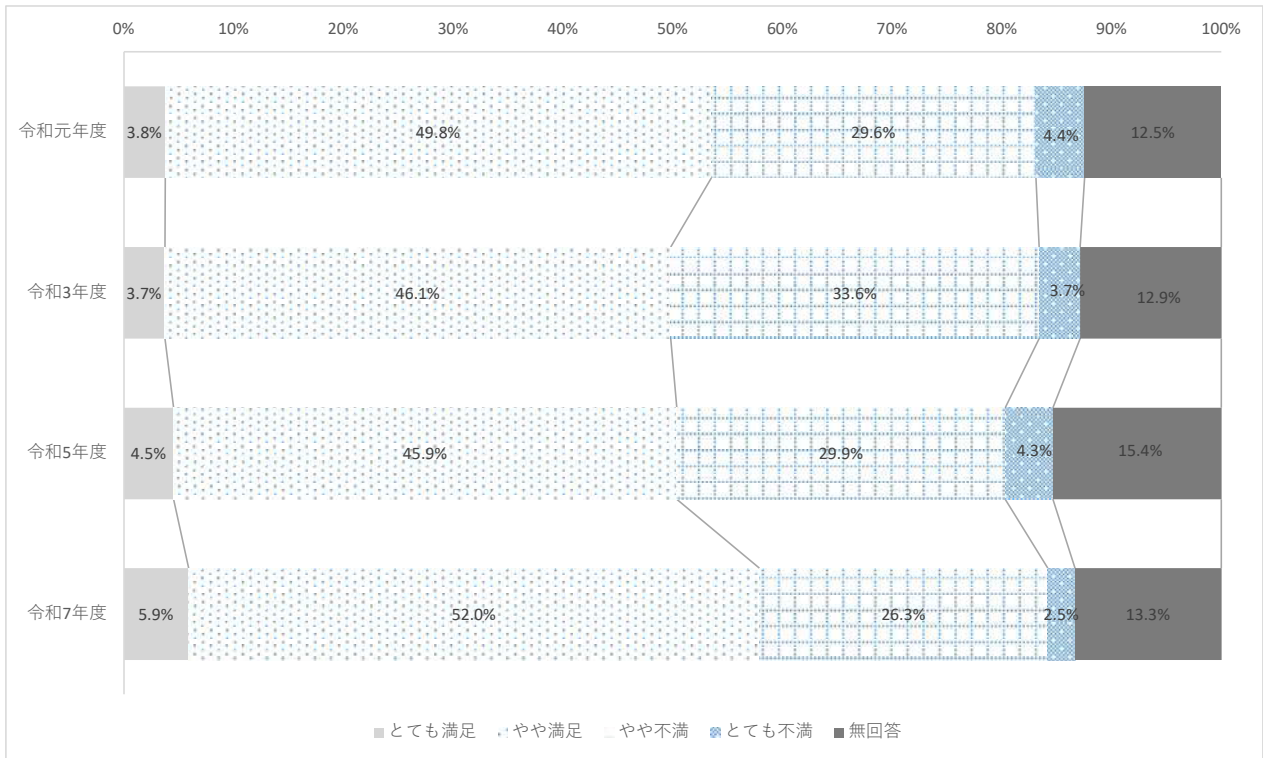 0% 10% 20% 30% 40% 50% 60% 70% 80% 90% 100%
令和元年度 3.8% 49.8% 29.6% 4.4% 12.5%
令和3年度 3.7% 46.1% 33.6% 3.7% 12.9%
令和5年度 4.5% 45.9% 29.9% 4.3% 15.4%
令和7年度 5.9% 52.0% 26.3% 2.5% 13.3%
とても満足 やや満足 やや不満 とても不満 無回答